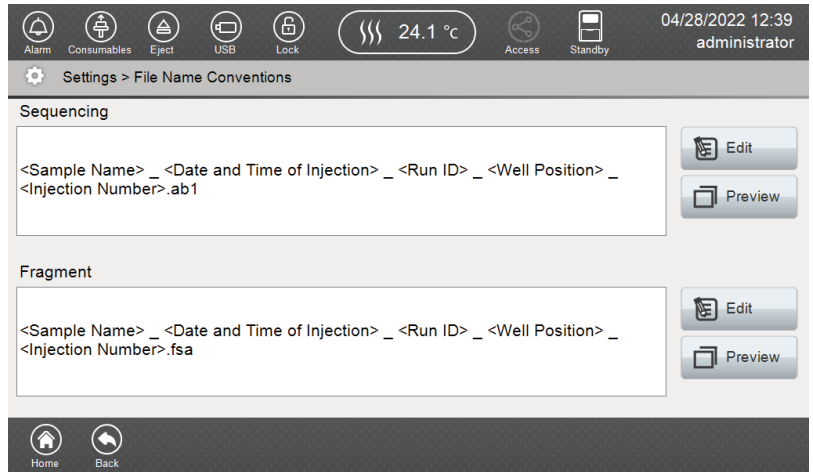 Alarm Consumables Eject USB Lock 24.1 °c Access Standby 04/28/2022 12:39
administrator
Settings > File Name Conventions
Sequencing
<Sample Name> _ <Date and Time of Injection> _ <Run ID> _ <Well Position> _
<Injection Number>.ab1
Edit
Preview
Fragment
<Sample Name> _ <Date and Time of Injection> _ <Run ID> _ <Well Position> _
<Injection Number>.fsa
Edit
Preview
Home Back